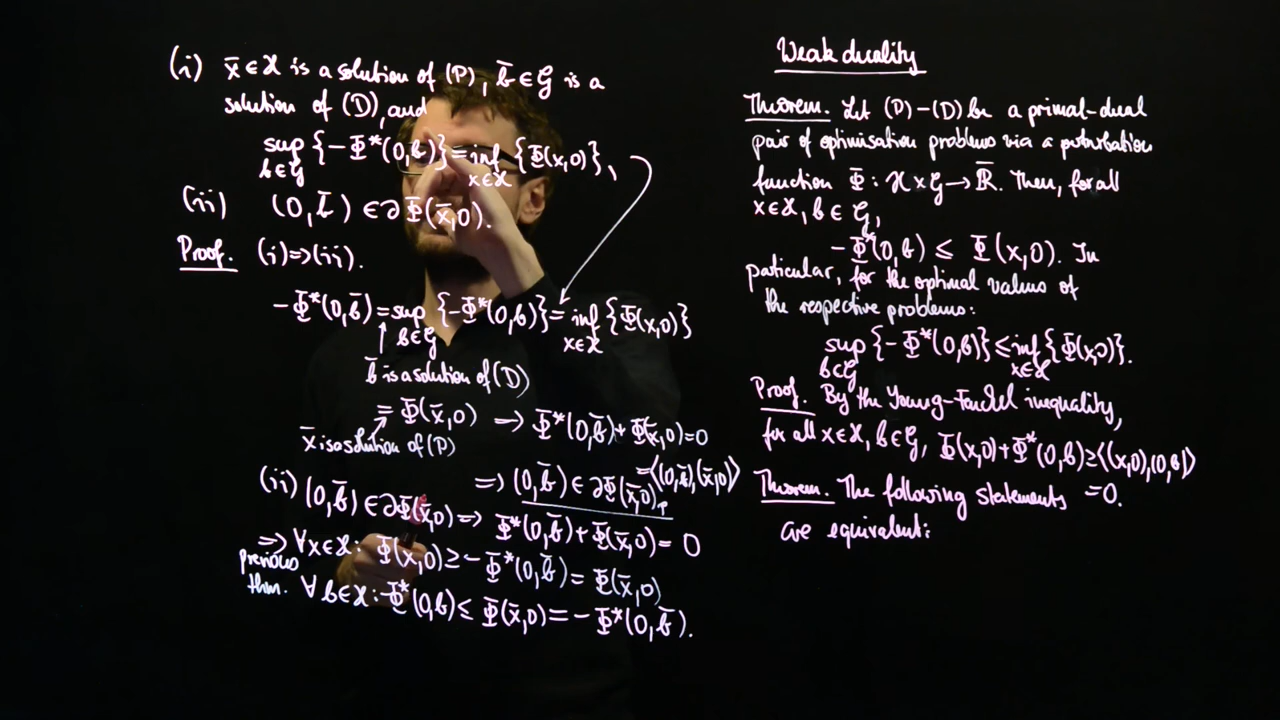 Weak duality
Theorem. Let (P)-(D) be a primal-dual
pair of optimisation problems via a perturbation
function Φ: X × G → R̅. Then, for all
x∈X, b∈G,
-Φ*(0,b) ≤ Φ(x,0). In
particular, for the optimal values of
the respective problems:
sup {-Φ*(0,b)} ≤ inf {Φ(x,0)}.
b∈G x∈X
Proof. By the Young-Fenchel inequality,
for all x∈X, b∈G, Φ(x,0)+Φ*(0,b)≥⟨(x,0),(0,b)⟩
=0.
Theorem. The following statements
are equivalent:
(i) x̄∈X is a solution of (P), b̄∈G is a
solution of (D), and
sup {-Φ*(0,b)} = inf {Φ(x,0)},
b∈G x∈X
(ii) (0,b̄) ∈ ∂Φ(x̄,0).
Proof. (i)=>(ii).
-Φ*(0,b̄) = sup {-Φ*(0,b)} = inf {Φ(x,0)}
b∈G x∈X
b̄ is a solution of (D)
= Φ(x̄,0) => Φ*(0,b̄)+Φ(x̄,0)=0
x̄ is a solution of (P)
=⟨(0,b̄),(x̄,0)⟩
=> (0,b̄) ∈ ∂Φ(x̄,0)
(ii) (0,b̄) ∈ ∂Φ(x̄,0) => Φ*(0,b̄)+Φ(x̄,0) = 0
=> ∀x∈X: Φ(x,0) ≥ -Φ*(0,b̄) = Φ(x̄,0)
previous
thm. ∀b∈X: -Φ*(0,b) ≤ Φ(x̄,0) = -Φ*(0,b̄).